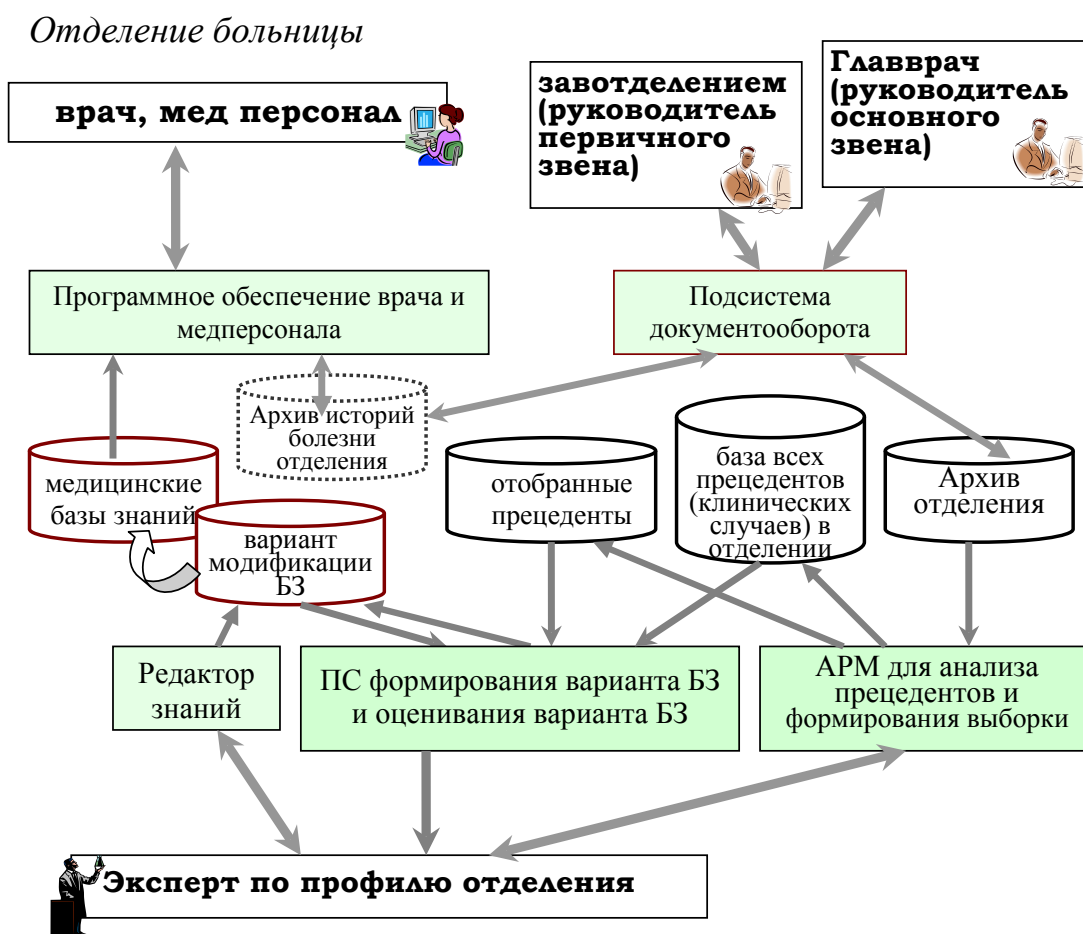 Отделение больницы
врач, мед персонал
завотделением
(руководитель
первичного
звена)
Главврач
(руководитель
основного
звена)
Программное обеспечение врача и
медперсонала
Подсистема
документооборота
Архив историй
болезни
отделения
медицинские
базы знаний
вариант
модификации
БЗ
отобранные
прецеденты
база всех
прецедентов
(клинических
случаев) в
отделении
Архив
отделения
Редактор
знаний
ПС формирования варианта БЗ
и оценивания варианта БЗ
АРМ для анализа
прецедентов и
формирования выборки
Эксперт по профилю отделения